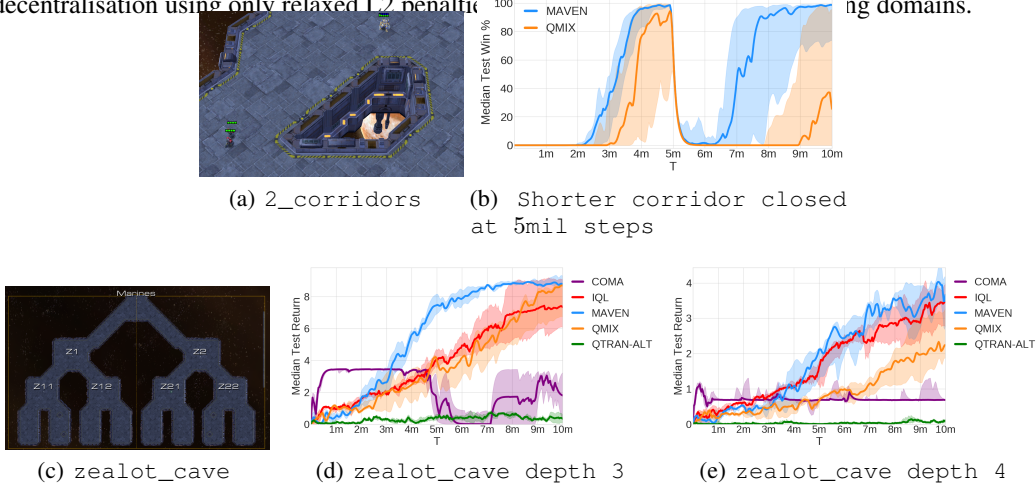 decentralisation using only relaxed L2 ng domains.
MAVEN
QMIX
Median Test Win %
100
80
60
40
20
0
1m 2m 3m 4m 5m 6m 7m 8m 9m 10m
T
(a) 2_corridors
(b) Shorter corridor closed
at 5mil steps
Marines
Z1 Z2
Z11 Z12 Z21 Z22
(c) zealot_cave
Median Test Return
8
6
4
2
0
1m 2m 3m 4m 5m 6m 7m 8m 9m 10m
T
COMA
IQL
MAVEN
QMIX
QTRAN-ALT
(d) zealot_cave depth 3
Median Test Return
4
3
2
1
0
1m 2m 3m 4m 5m 6m 7m 8m 9m 10m
T
COMA
IQL
MAVEN
QMIX
QTRAN-ALT
(e) zealot_cave depth 4